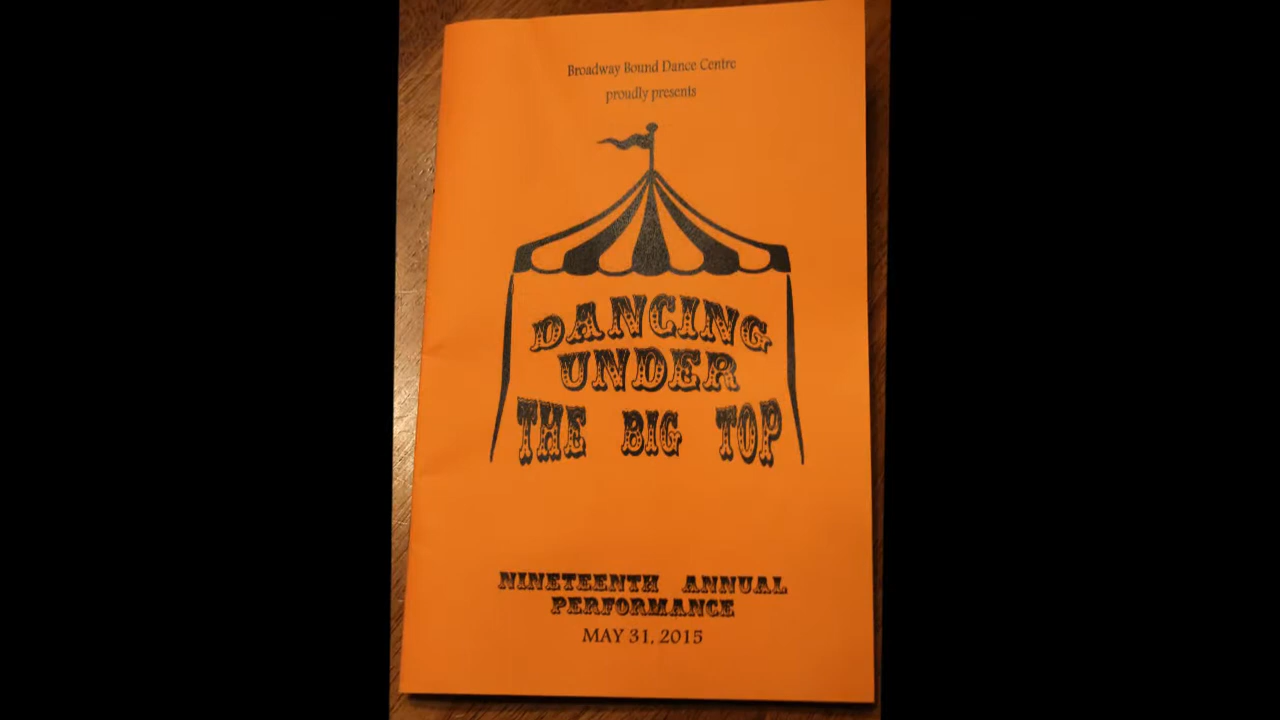 Broadway Bound Dance Centre
proudly presents
DANCING
UNDER
THE BIG TOP
NINETEENTH ANNUAL
PERFORMANCE
MAY 31, 2015